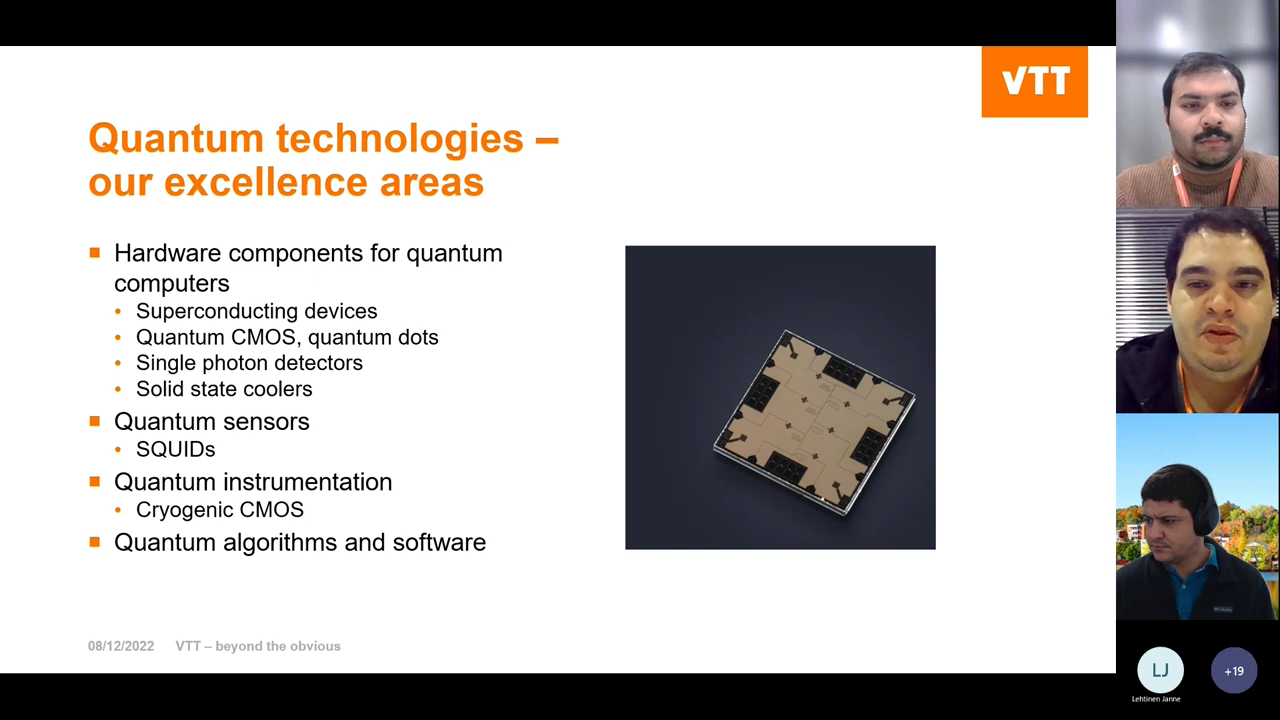 VTT
Quantum technologies –
our excellence areas
Hardware components for quantum
computers
Superconducting devices
Quantum CMOS, quantum dots
Single photon detectors
Solid state coolers
Quantum sensors
SQUIDs
Quantum instrumentation
Cryogenic CMOS
Quantum algorithms and software
08/12/2022 VTT – beyond the obvious
LJ
+19
Lehtinen Janne